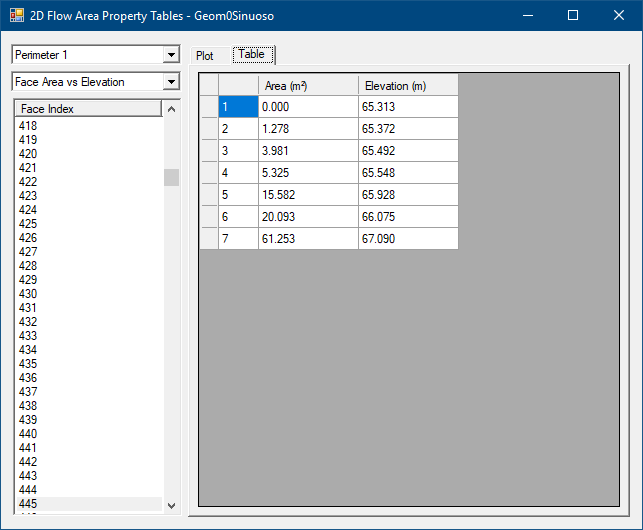 2D Flow Area Property Tables - Geom0Sinuoso
Perimeter 1
Face Area vs Elevation
Face Index
418
419
420
421
422
423
424
425
426
427
428
429
430
431
432
433
434
435
436
437
438
439
440
441
442
443
444
445
Plot
Table
Area (m²) Elevation (m)
1 0.000 65.313
2 1.278 65.372
3 3.981 65.492
4 5.325 65.548
5 15.582 65.928
6 20.093 66.075
7 61.253 67.090